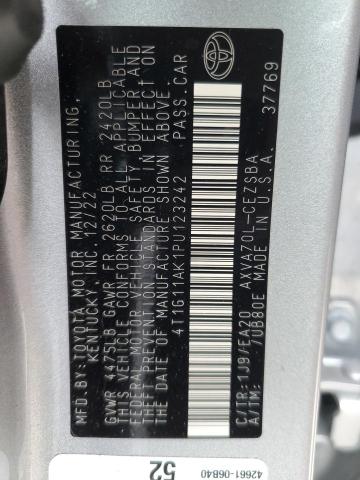 MFD. BY: TOYOTA MOTOR MANUFACTURING,
KENTUCKY, INC. 12/22
GVWR 4475LB GAWR FR 2620LB RR 2420LB
THIS VEHICLE CONFORMS TO ALL APPLICABLE
FEDERAL MOTOR VEHICLE SAFETY, BUMPER, AND
THEFT PREVENTION STANDARDS IN EFFECT ON
THE DATE OF MANUFACTURE SHOWN ABOVE.
4T1G11AK1PU123242 PASS.CAR
C/TR: 1J9/EA20 AXVA70L-CEZSBA
A/TM: /0B80E MADE IN U.S.A. 37769
42661-06B40
52